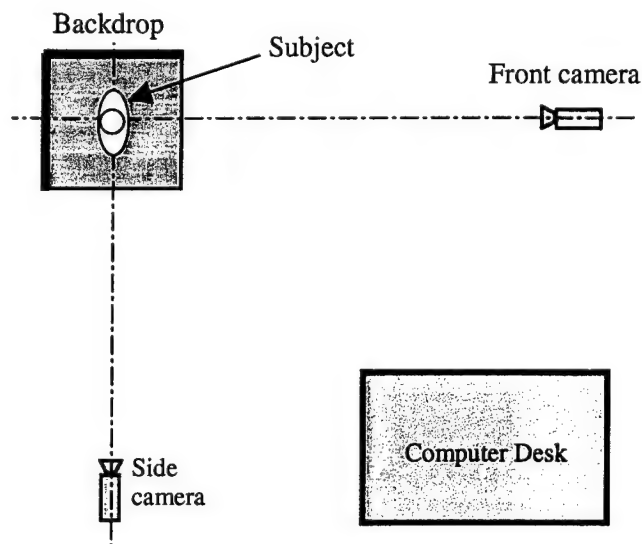 Backdrop
Subject
Front camera
Computer Desk
Side
camera